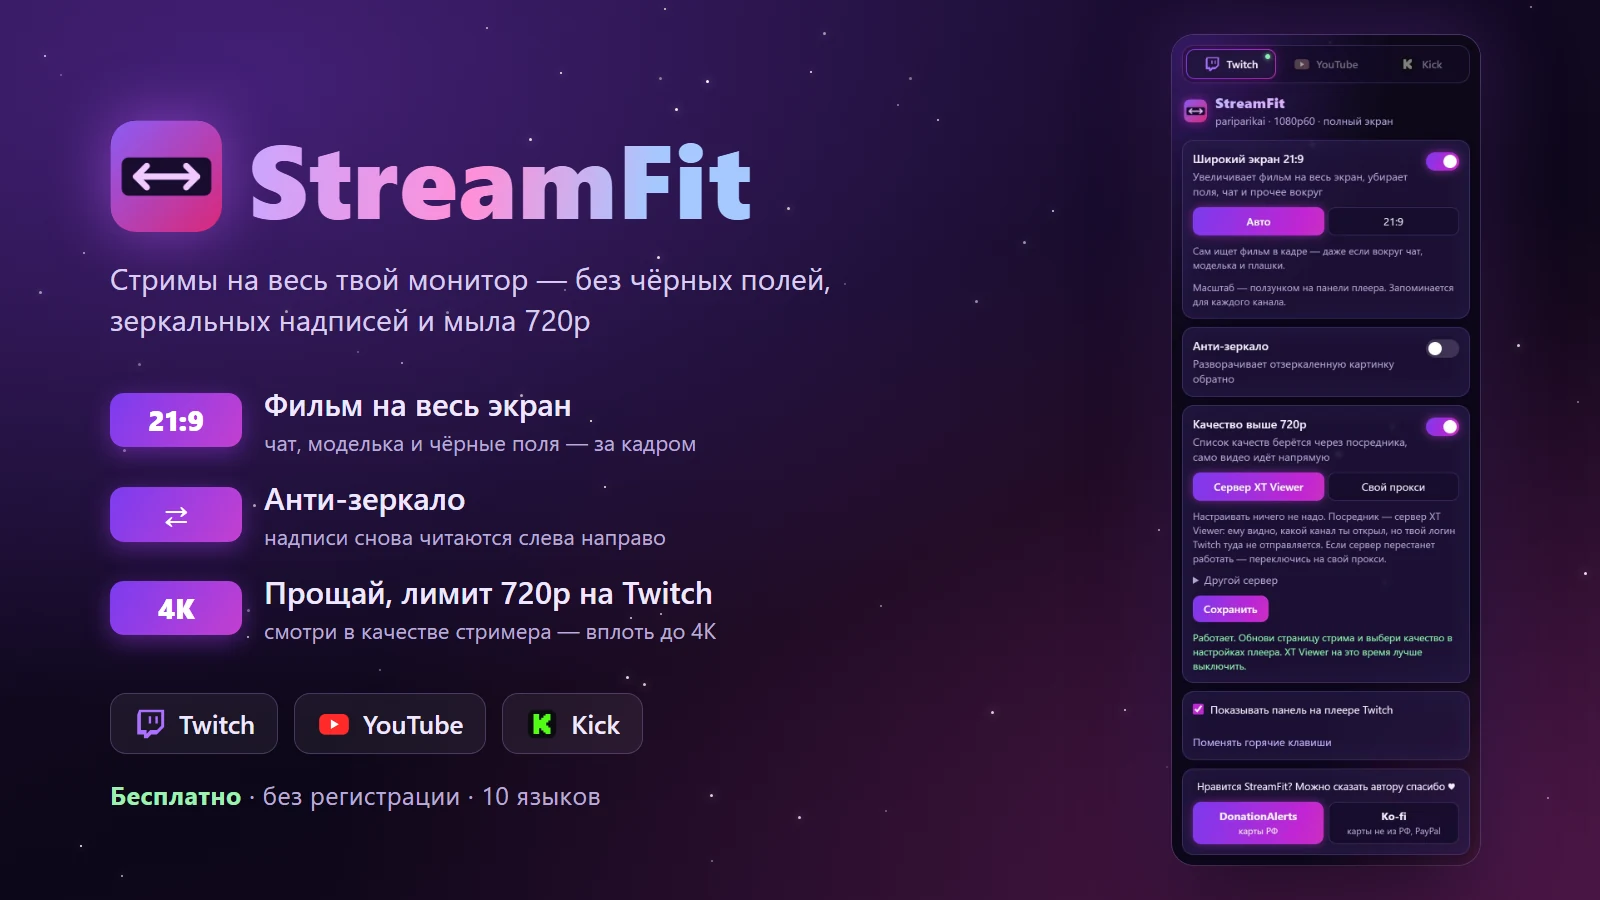 StreamFit
Стримы на весь твой монитор — без чёрных полей,
зеркальных надписей и мыла 720p
21:9
Фильм на весь экран
чат, моделька и чёрные поля — за кадром
⇄
Анти-зеркало
надписи снова читаются слева направо
4K
Прощай, лимит 720p на Twitch
смотри в качестве стримера — вплоть до 4K
Twitch
YouTube
Kick
Бесплатно · без регистрации · 10 языков
Twitch
YouTube
Kick
StreamFit
pariparikai · 1080p60 · полный экран
Широкий экран 21:9
Увеличивает фильм на весь экран, убирает
поля, чат и прочее вокруг
Авто
21:9
Сам ищет фильм в кадре — даже если вокруг чат,
моделька и плашки.
Масштаб — ползунком на панели плеера. Запоминается
для каждого канала.
Анти-зеркало
Разворачивает отзеркаленную картинку
обратно
Качество выше 720p
Список качеств берётся через посредника,
само видео идёт напрямую
Сервер XT Viewer
Свой прокси
Настраивать ничего не надо. Посредник — сервер XT
Viewer: ему видно, какой канал ты открыл, но твой логин
Twitch туда не отправляется. Если сервер перестанет
работать — переключись на свой прокси.
▶ Другой сервер
Сохранить
Работает. Обнови страницу стрима и выбери качество в
настройках плеера. XT Viewer на это время лучше
выключить.
Показывать панель на плеере Twitch
Поменять горячие клавиши
Нравится StreamFit? Можно сказать автору спасибо ♥
DonationAlerts
карты РФ
Ko-fi
карты не из РФ, PayPal